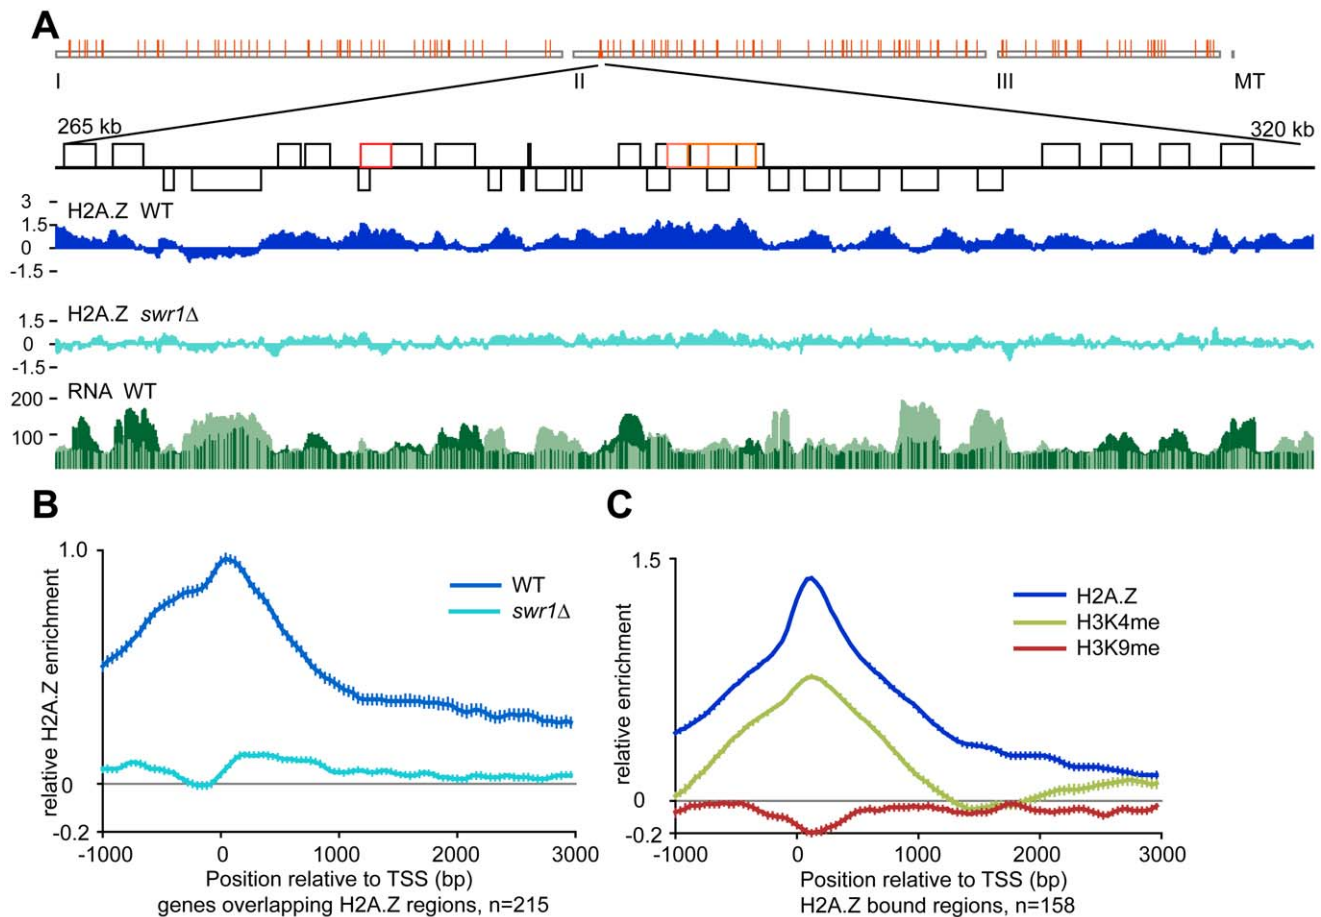 A
I
II
III
MT
265 kb
320 kb
3
H2A.Z WT
1.5
0
-1.5
H2A.Z swr1Δ
1.5
0
-1.5
RNA WT
200
100
B
1.0
relative H2A.Z enrichment
WT
swr1Δ
0
-0.2
-1000
0
1000
2000
3000
Position relative to TSS (bp)
genes overlapping H2A.Z regions, n=215
C
1.5
relative enrichment
H2A.Z
H3K4me
H3K9me
0
-0.2
-1000
0
1000
2000
3000
Position relative to TSS (bp)
H2A.Z bound regions, n=158